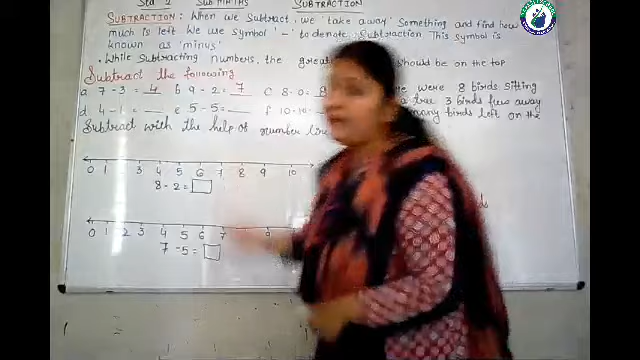 Std 2 Sub Maths SUBTRACTION
SUBTRACTION: When we subtract, we 'take away' something and find how
much is left We use symbol '-' to denote Subtraction This symbol is
known as 'minus'
While subtracting numbers, the should be on the top
Subtract the following
a 7 - 3 = 4 b 9 - 2 = 7 c 8-0= 8 were 8 birds sitting
d 4 - 1 = __ e 5 - 5 = __ f 10-10- a tree 3 birds flew away
many birds left on the
Subtract with the help of number
0 1 3 4 5 6 7 8 9 10
8 - 2 =
0 1 2 3 4 5 6 7 9
7 - 5 =